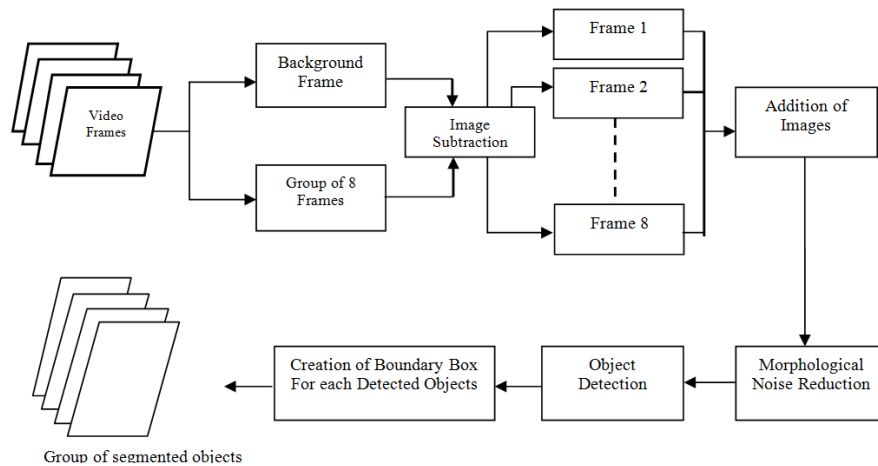 Video
Frames
Background
Frame
Group of 8
Frames
Image
Subtraction
Frame 1
Frame 2
Frame 8
Addition of
Images
Morphological
Noise Reduction
Object
Detection
Creation of Boundary Box
For each Detected Objects
Group of segmented objects